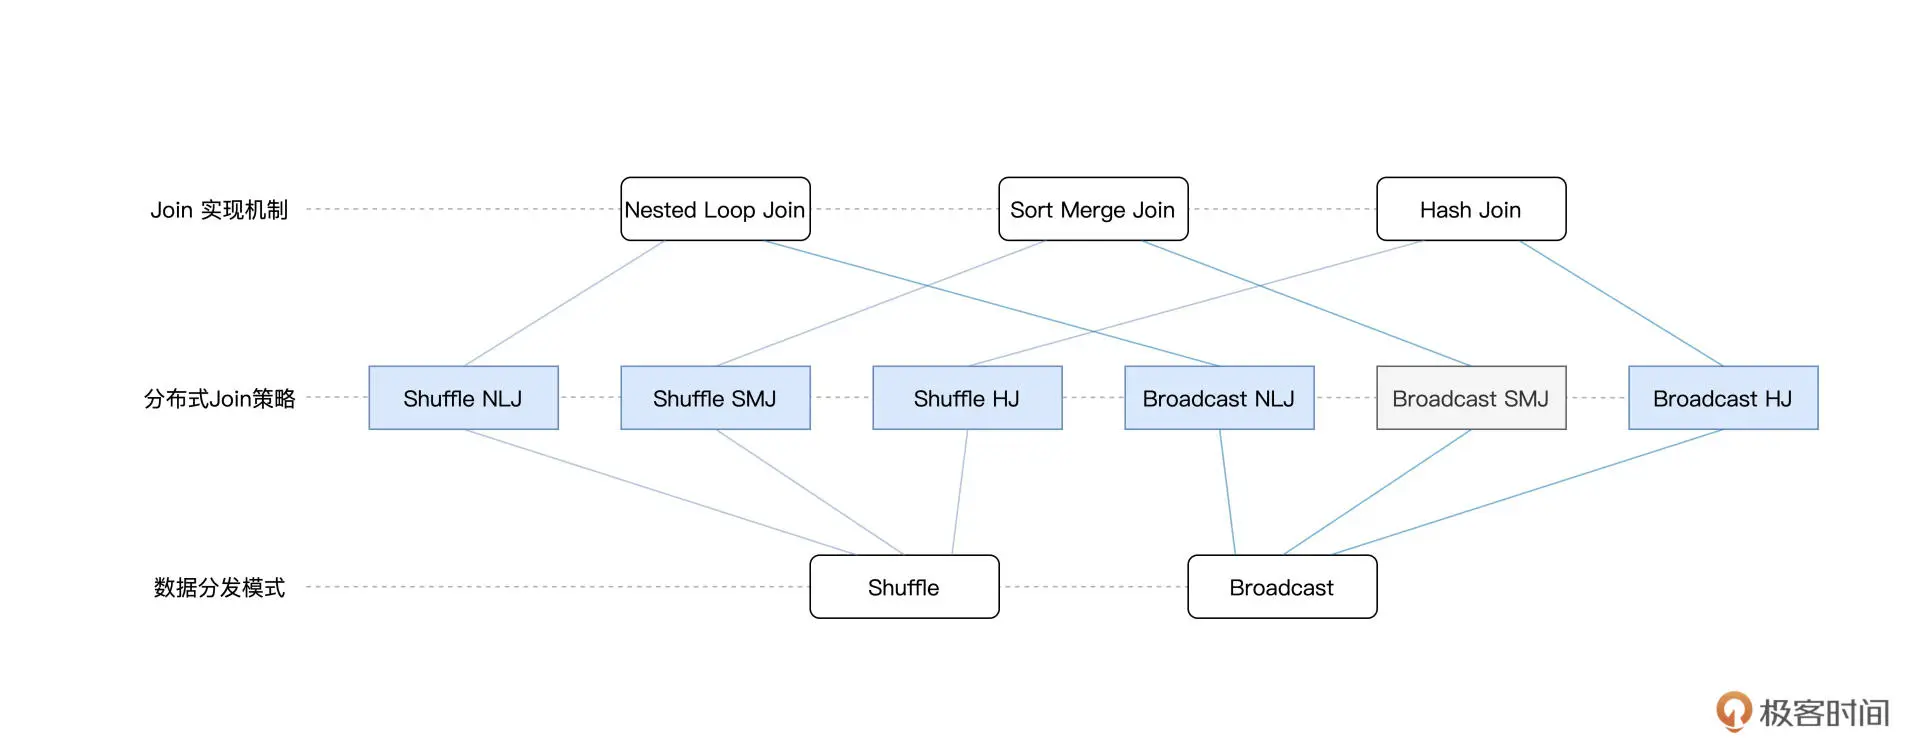 Join 实现机制
Nested Loop Join
Sort Merge Join
Hash Join
分布式Join策略
Shuffle NLJ
Shuffle SMJ
Shuffle HJ
Broadcast NLJ
Broadcast SMJ
Broadcast HJ
数据分发模式
Shuffle
Broadcast
极客时间